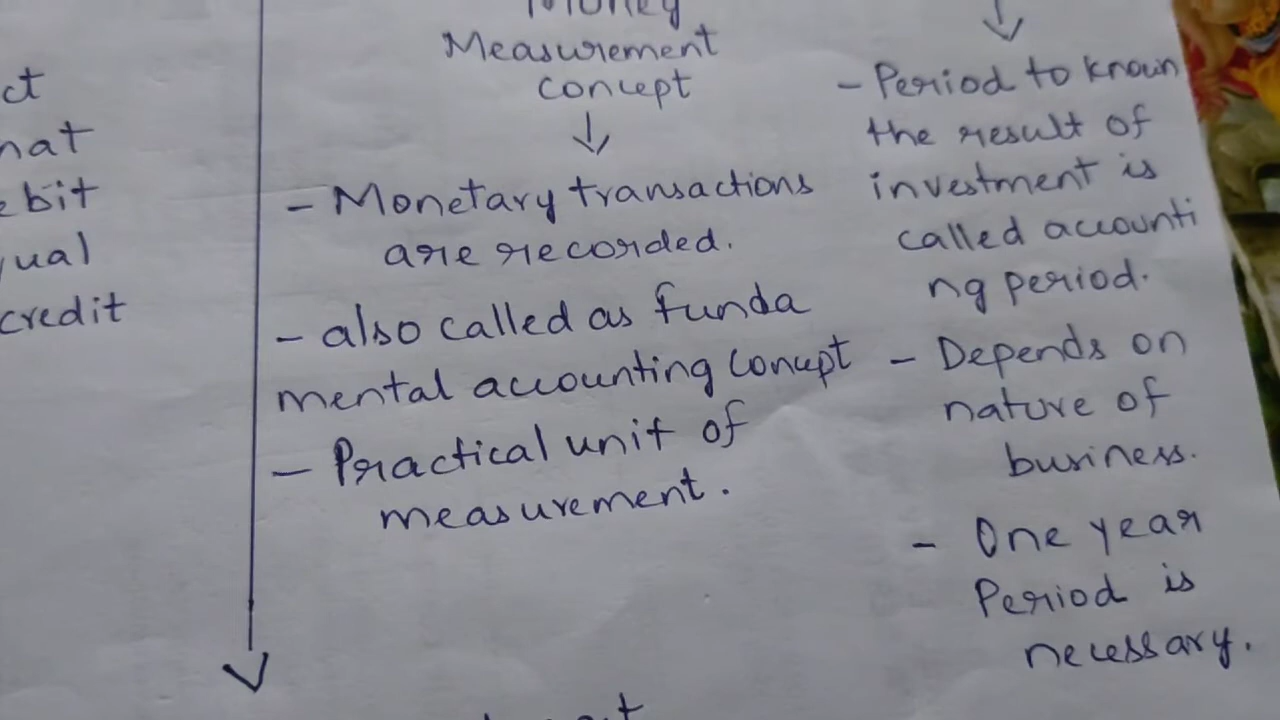 ct
bit
credit
Money
Measurement
concept
- Monetary transactions
are recorded.
- also called as funda
mental accounting concept
- Practical unit of
measurement.
- Period to known
the result of
investment is
called accounti
ng period.
- Depends on
nature of
business.
- One year
Period is
necessary.